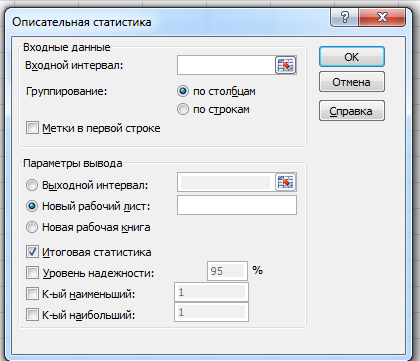 Описательная статистика
Входные данные
Входной интервал:
ОК
Группирование:
по столбцам
Отмена
по строкам
Справка
Метки в первой строке
Параметры вывода
Выходной интервал:
Новый рабочий лист:
Новая рабочая книга
Итоговая статистика
Уровень надежности: 95 %
К-ый наименьший: 1
К-ый наибольший: 1